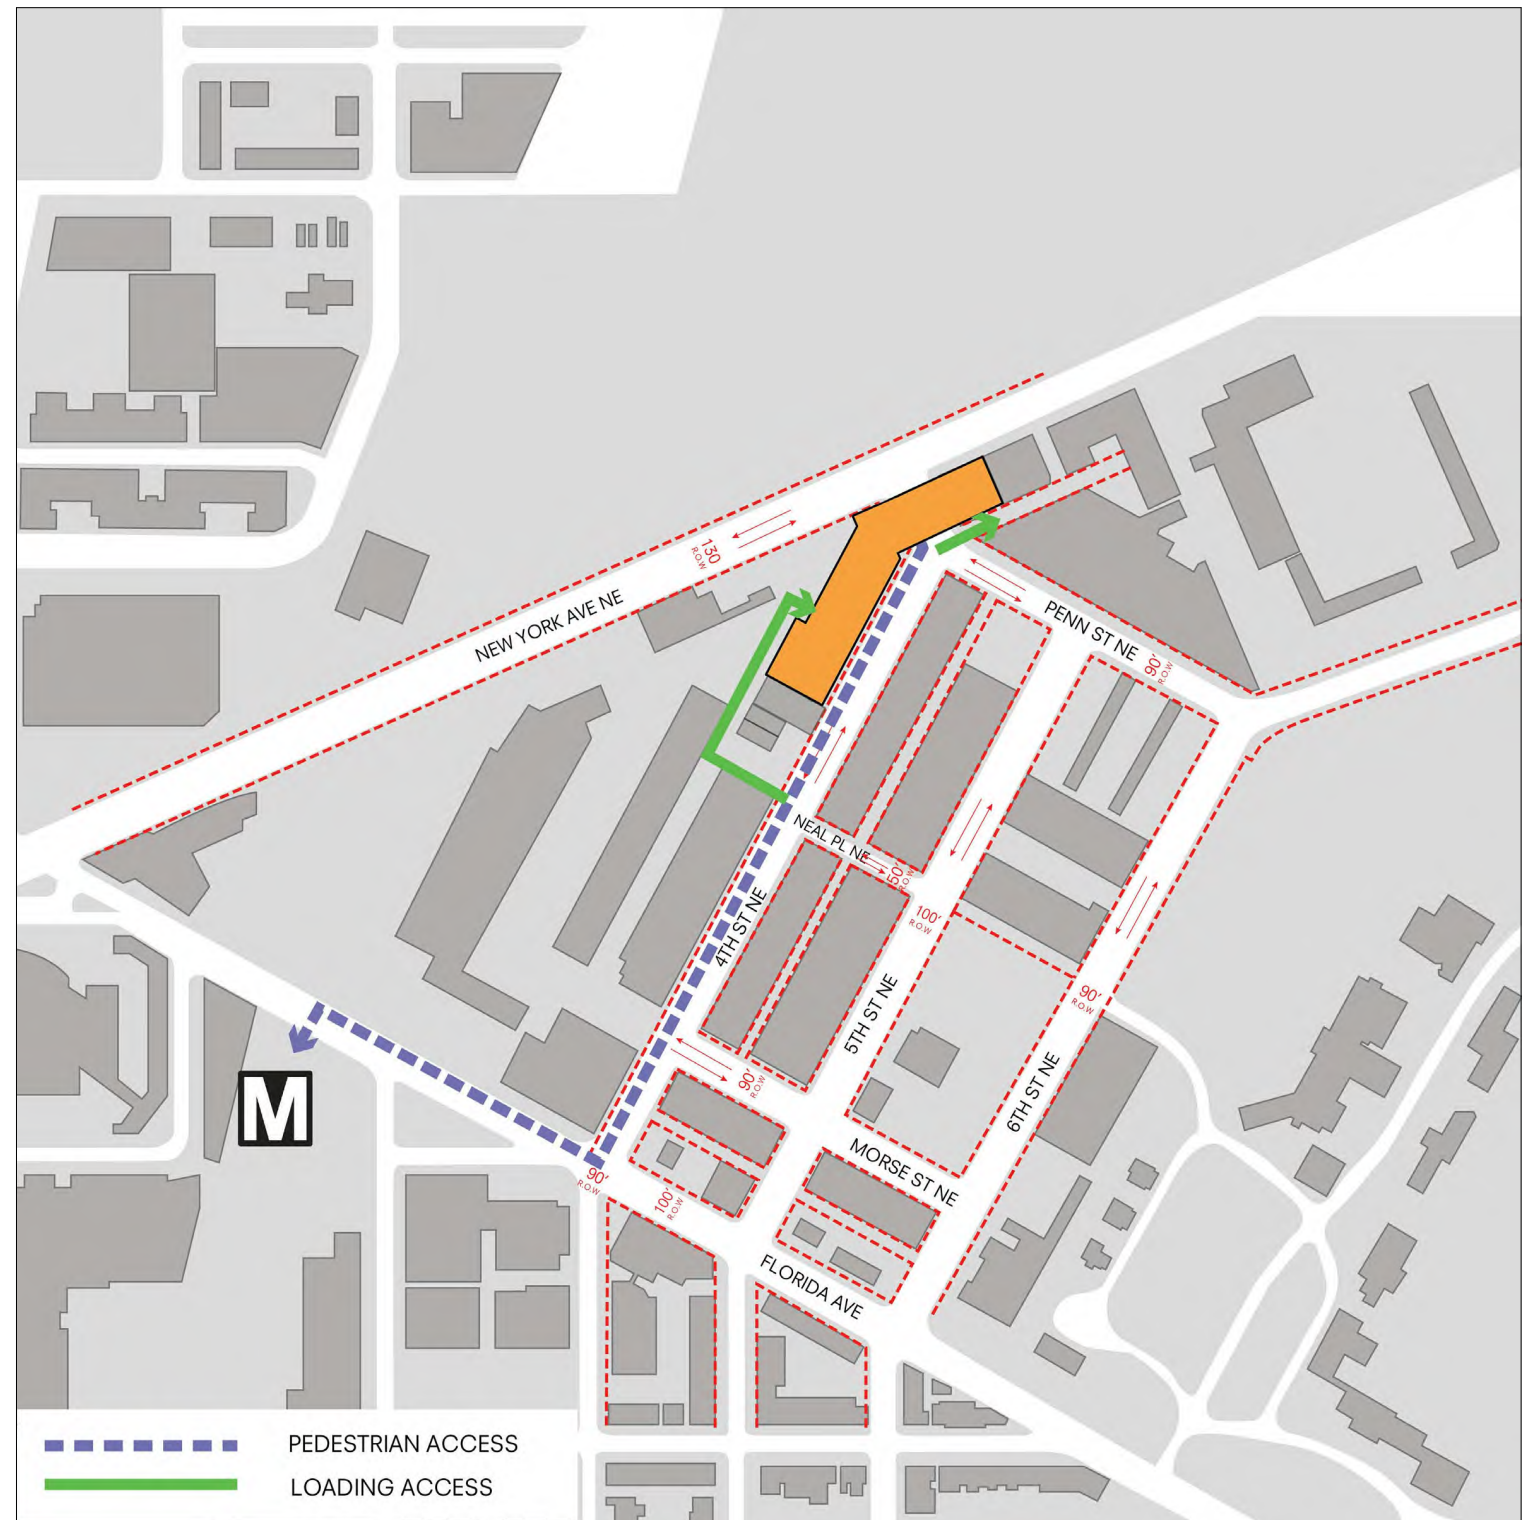 130
R.O.W
NEW YORK AVE NE
PENN ST NE
90'
R.O.W
NEAL PL NE
50'
R.O.W
100'
R.O.W
4TH ST NE
5TH ST NE
90'
R.O.W
6TH ST NE
90'
R.O.W
M
MORSE ST NE
90'
R.O.W
100'
R.O.W
FLORIDA AVE
PEDESTRIAN ACCESS
LOADING ACCESS